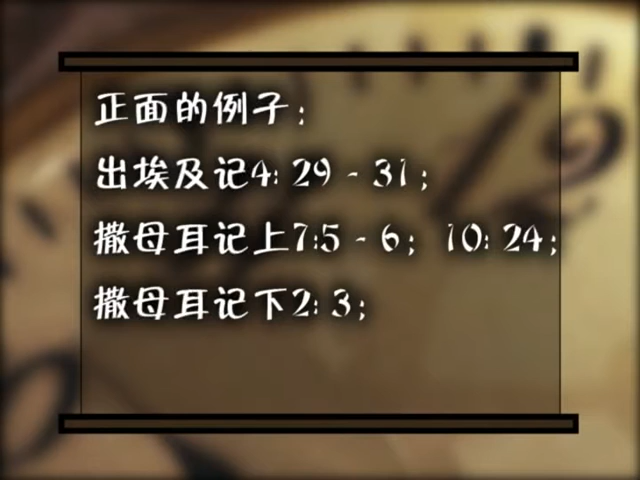 正面的例子；
出埃及记4: 29 - 31；
撒母耳记上7:5 - 6；10: 24；
撒母耳记下2: 3；